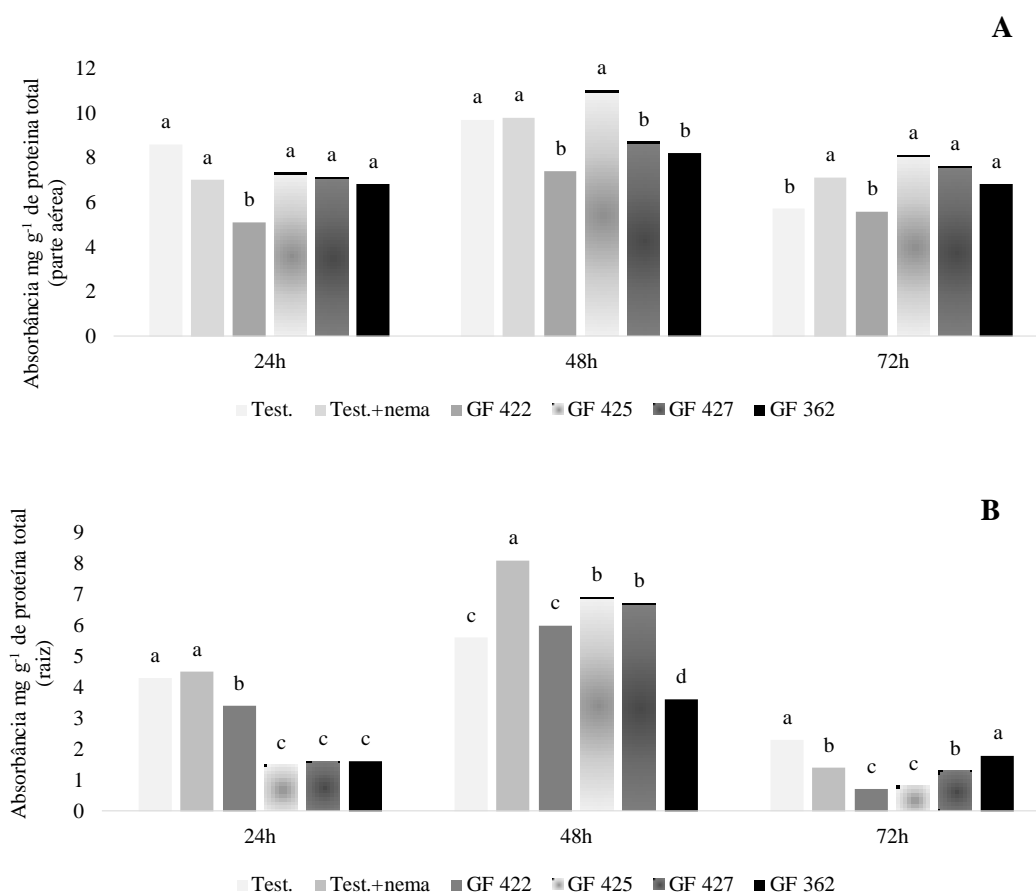 A
Absorbância mg g⁻¹ de proteina total
(parte aérea)
12
10
8
6
4
2
0
a a b a a a
a a b a b b
b a b a a a
24h 48h 72h
Test. Test.+nema GF 422 GF 425 GF 427 GF 362
B
Absorbância mg g⁻¹ de proteína total
(raiz)
9
8
7
6
5
4
3
2
1
0
a a b c c c
c a c b b d
a b c c b a
24h 48h 72h
Test. Test.+nema GF 422 GF 425 GF 427 GF 362